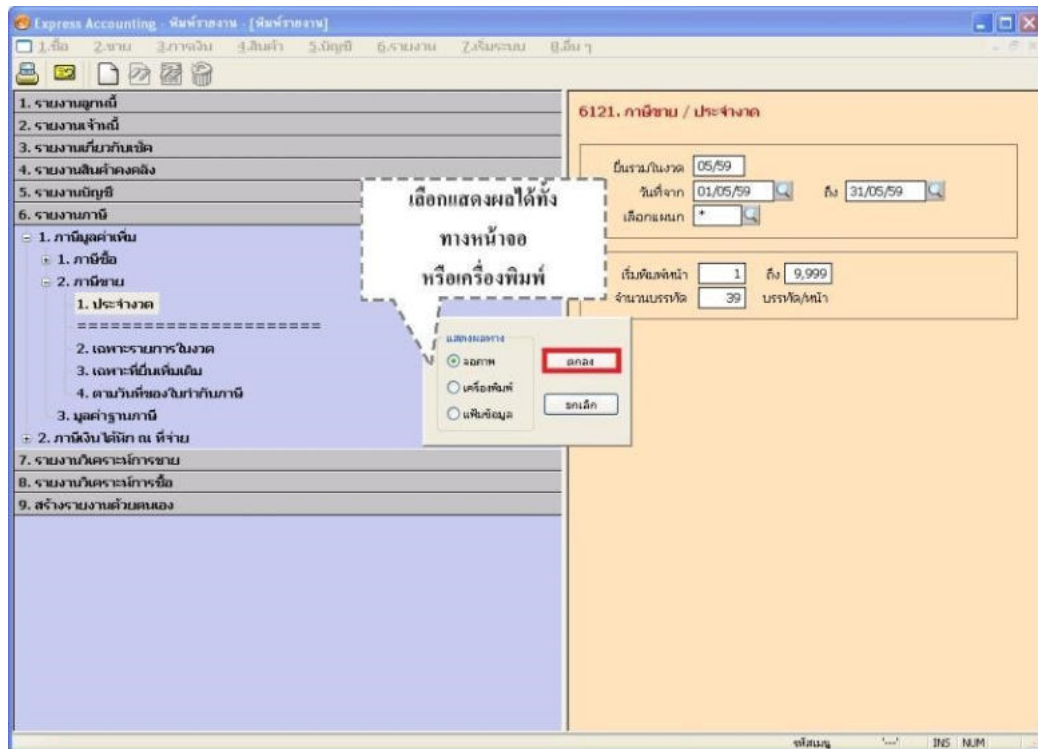 Express Accounting - พิมพ์รายงาน - [พิมพ์รายงาน]
1.ซื้อ 2.ขาย 3.การเงิน 4.สินค้า 5.บัญชี 6.รายงาน 7.เริ่มระบบ 8.อื่น ๆ
1. รายงานลูกหนี้
2. รายงานเจ้าหนี้
3. รายงานเกี่ยวกับเช็ค
4. รายงานสินค้าคงคลัง
5. รายงานบัญชี
6. รายงานภาษี
1. ภาษีมูลค่าเพิ่ม
1. ภาษีซื้อ
2. ภาษีขาย
1. ประจำงวด
=======================
2. เฉพาะรายการในงวด
3. เฉพาะที่ยื่นเพิ่มเติม
4. ตามวันที่ของใบกำกับภาษี
3. มูลค่าฐานภาษี
2. ภาษีเงินได้หัก ณ ที่จ่าย
7. รายงานวิเคราะห์การขาย
8. รายงานวิเคราะห์การซื้อ
9. สร้างรายงานด้วยตนเอง
เลือกแสดงผลได้ทั้ง
ทางหน้าจอ
หรือเครื่องพิมพ์
แสดงผลทาง
จอภาพ
เครื่องพิมพ์
แฟ้มข้อมูล
ตกลง
ยกเลิก
6121. ภาษีขาย / ประจำงวด
ยื่นรวมในงวด 05/59
วันที่จาก 01/05/59 ถึง 31/05/59
เลือกแผนก *
เริ่มพิมพ์หน้า 1 ถึง 9,999
จำนวนบรรทัด 39 บรรทัด/หน้า
รหัสเมนู '---' INS NUM